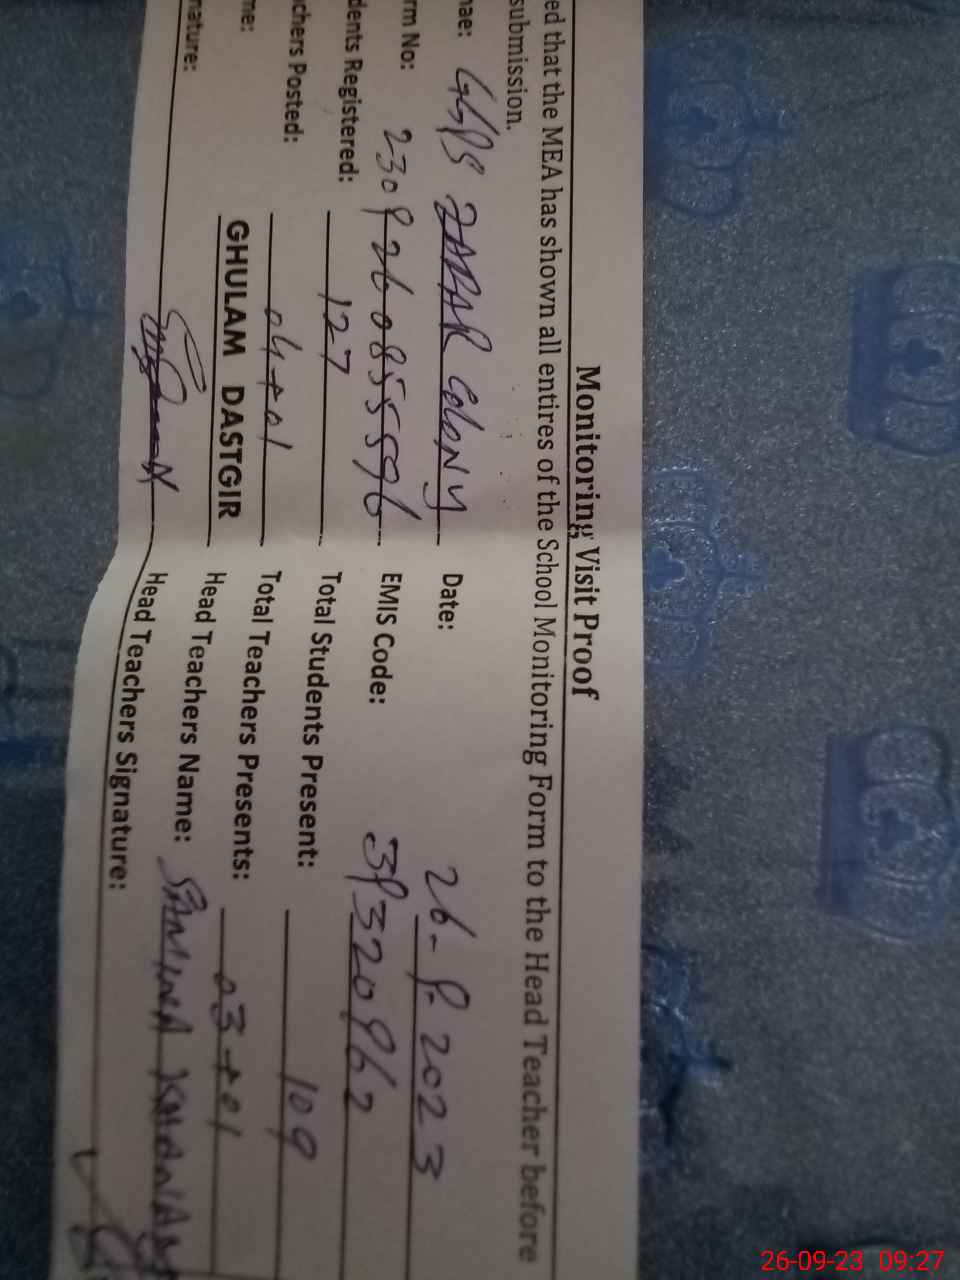 Monitoring Visit Proof
ed that the MEA has shown all entires of the School Monitoring Form to the Head Teacher before
submission.
nae: GGPS ZAFAR COLONY Date: 26-9-2023
rm No: 230926085596 EMIS Code: 39320962
dents Registered: 127 Total Students Present: 109
chers Posted: 04+01 Total Teachers Presents: 03+01
me: GHULAM DASTGIR Head Teachers Name:
nature: Head Teachers Signature:
26-09-23 09:27